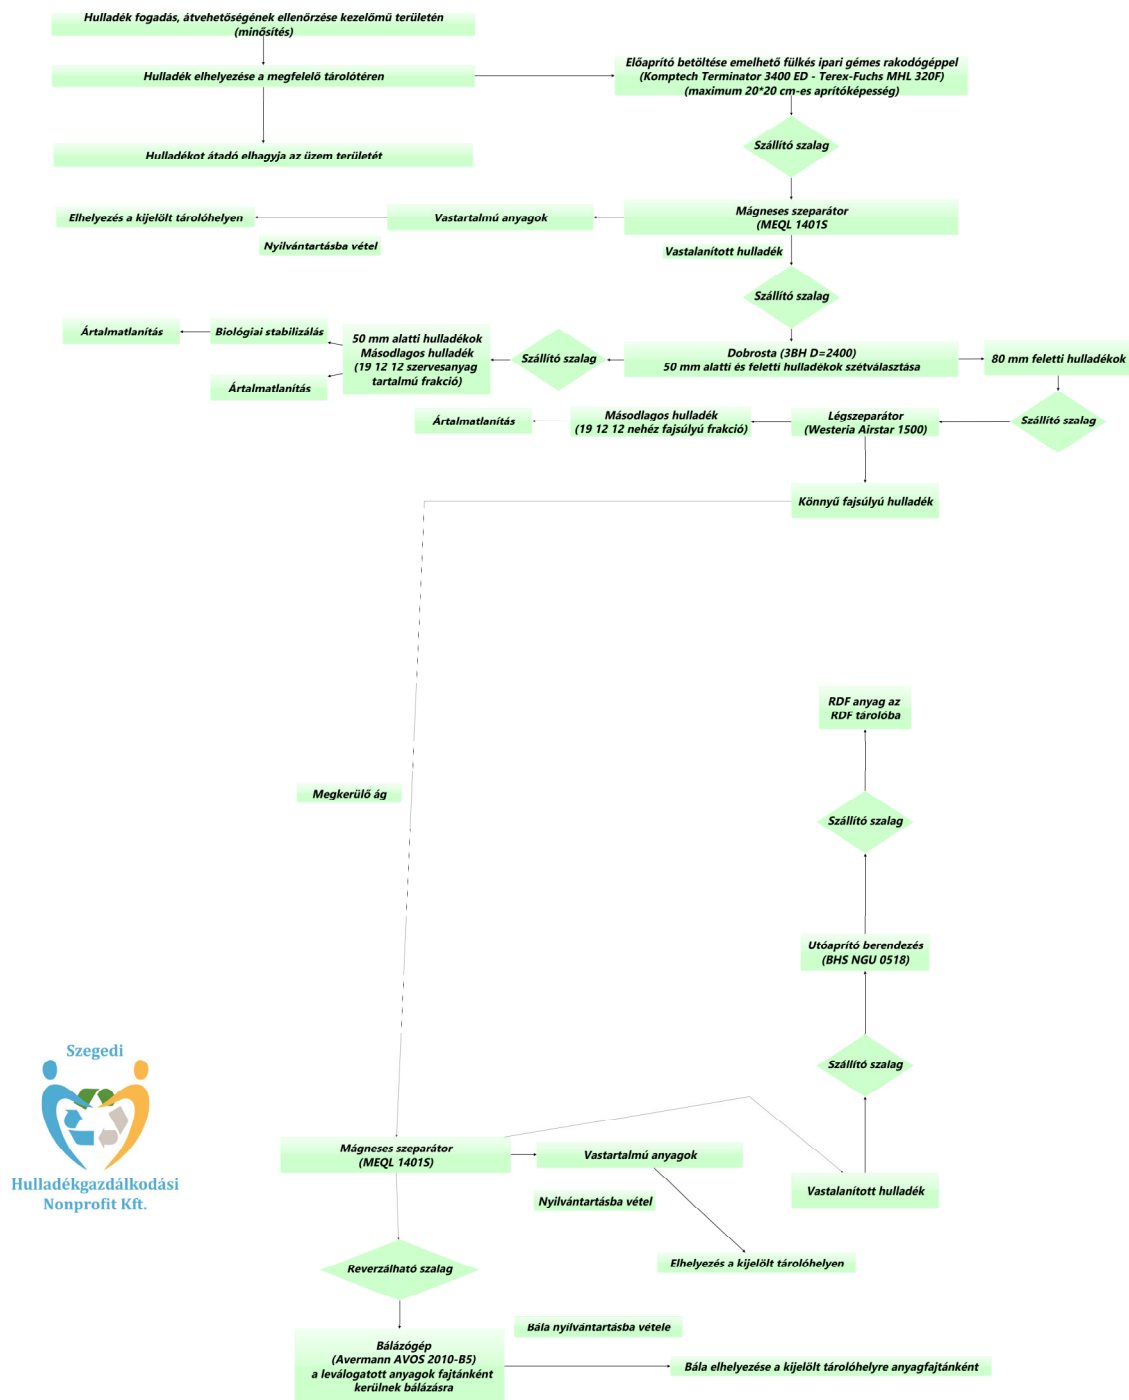 Hulladék fogadás, átvehetőségének ellenőrzése kezelőmű területén
(minősítés)
Hulladék elhelyezése a megfelelő tárolótéren
Előaprító betöltése emelhető fülkés ipari gémes rakodógéppel
(Komptech Terminator 3400 ED - Terex-Fuchs MHL 320F)
(maximum 20*20 cm-es aprítóképesség)
Hulladékot átadó elhagyja az üzem területét
Szállító szalag
Elhelyezés a kijelölt tárolóhelyen
Vastartalmú anyagok
Mágneses szeparátor
(MEQL 1401S
Nyilvántartásba vétel
Vastalanított hulladék
Szállító szalag
Ártalmatlanítás
Biológiai stabilizálás
50 mm alatti hulladékok
Másodlagos hulladék
(19 12 12 szervesanyag
tartalmú frakció)
Szállító szalag
Dobrosta (3BH D=2400)
50 mm alatti és feletti hulladékok szétválasztása
80 mm feletti hulladékok
Ártalmatlanítás
Ártalmatlanítás
Másodlagos hulladék
(19 12 12 nehéz fajsúlyú frakció)
Légszeparátor
(Westeria Airstar 1500)
Szállító szalag
Könnyű fajsúlyú hulladék
RDF anyag az
RDF tárolóba
Megkerülő ág
Szállító szalag
Utóaprító berendezés
(BHS NGU 0518)
Szállító szalag
Szegedi
Hulladékgazdálkodási
Nonprofit Kft.
Mágneses szeparátor
(MEQL 1401S)
Vastartalmú anyagok
Vastalanított hulladék
Nyilvántartásba vétel
Elhelyezés a kijelölt tárolóhelyen
Reverzálható szalag
Bála nyilvántartásba vétele
Bálázógép
(Avermann AVOS 2010-B5)
a leválogatott anyagok fajtánként
kerülnek bálázásra
Bála elhelyezése a kijelölt tárolóhelyre anyagfajtánként